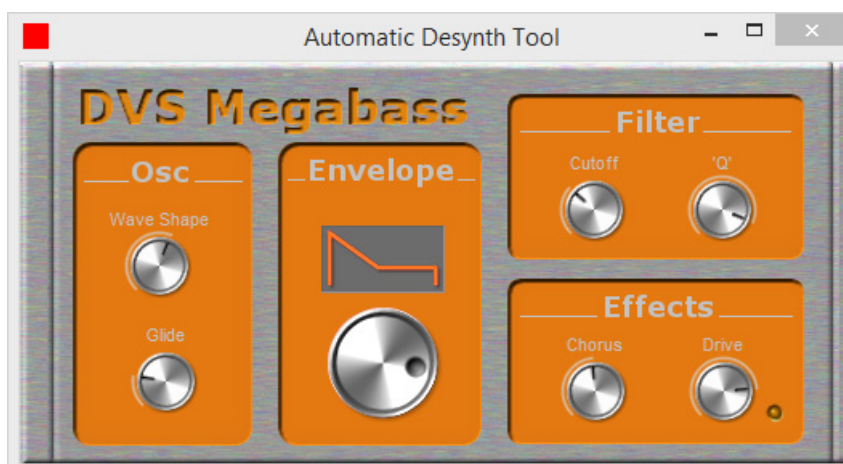 Automatic Desynth Tool
DVS Megabass
Osc
Wave Shape
Glide
Envelope
Filter
Cutoff
'Q'
Effects
Chorus
Drive